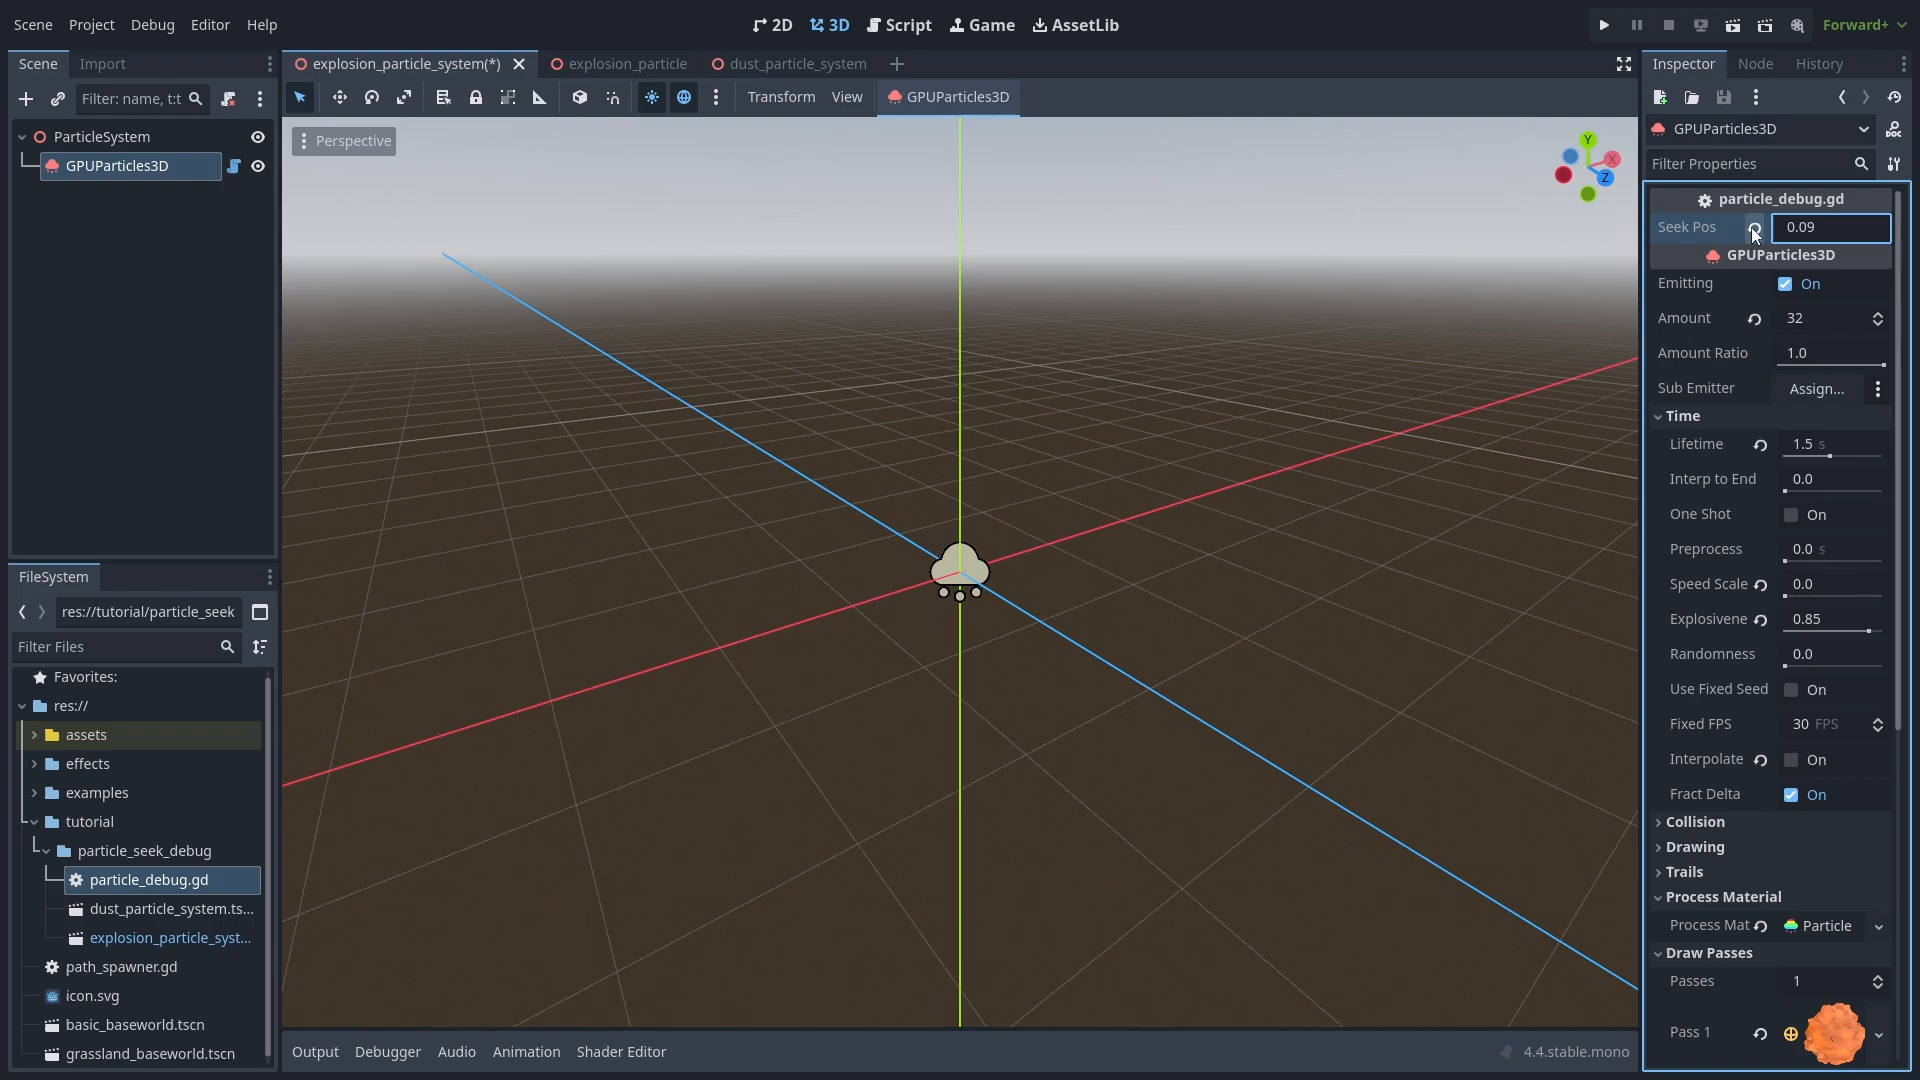 Scene Project Debug Editor Help
2D 3D Script Game AssetLib
Forward+
Scene Import
Filter: name, t:t
ParticleSystem
GPUParticles3D
FileSystem
res://tutorial/particle_seek
Filter Files
Favorites:
res://
assets
effects
examples
tutorial
particle_seek_debug
particle_debug.gd
dust_particle_system.ts...
explosion_particle_syst...
path_spawner.gd
icon.svg
basic_baseworld.tscn
grassland_baseworld.tscn
explosion_particle_system(*) explosion_particle dust_particle_system
Transform View GPUParticles3D
Perspective
Y
X
Z
Output Debugger Audio Animation Shader Editor
4.4.stable.mono
Inspector Node History
GPUParticles3D
DOC
Filter Properties
particle_debug.gd
Seek Pos 0.09
GPUParticles3D
Emitting On
Amount 32
Amount Ratio 1.0
Sub Emitter Assign...
Time
Lifetime 1.5 s
Interp to End 0.0
One Shot On
Preprocess 0.0 s
Speed Scale 0.0
Explosivene 0.85
Randomness 0.0
Use Fixed Seed On
Fixed FPS 30 FPS
Interpolate On
Fract Delta On
Collision
Drawing
Trails
Process Material
Process Mat Particle
Draw Passes
Passes 1
Pass 1